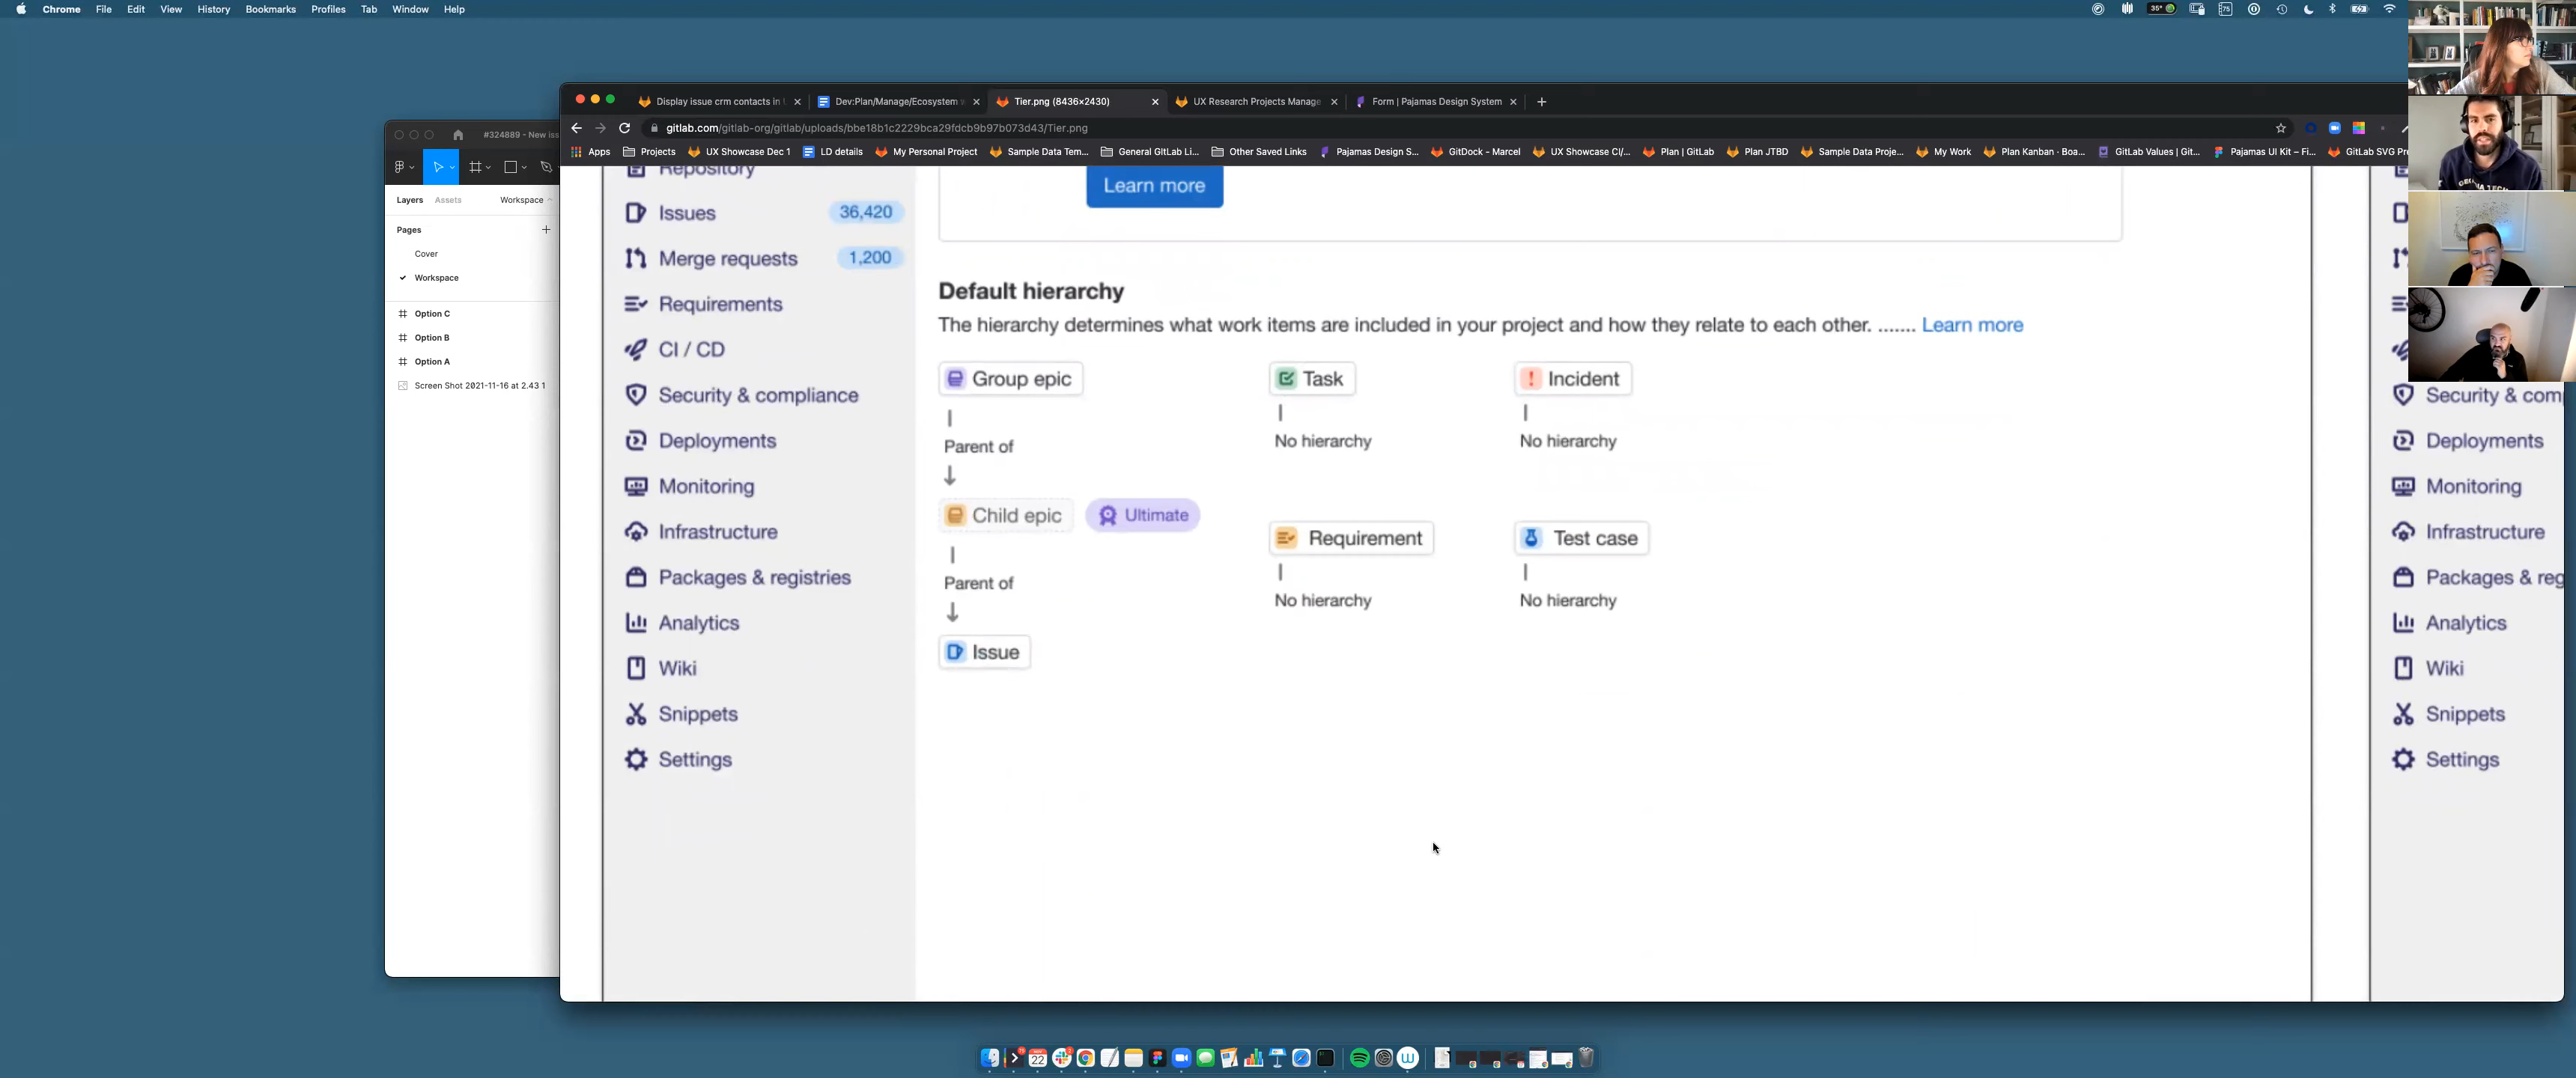 Chrome File Edit View History Bookmarks Profiles Tab Window Help
35°
75
Display issue crm contacts in
Dev:Plan/Manage/Ecosystem
Tier.png (8436×2430)
UX Research Projects Manage
Form | Pajamas Design System
gitlab.com/gitlab-org/gitlab/uploads/bbe18b1c2229bca29fdcb9b97b073d43/Tier.png
Apps Projects UX Showcase Dec 1 LD details My Personal Project Sample Data Tem... General GitLab Li... Other Saved Links Pajamas Design S... GitDock - Marcel UX Showcase CI/... Plan | GitLab Plan JTBD Sample Data Proje... My Work Plan Kanban · Boa... GitLab Values | Git... Pajamas UI Kit – Fi... GitLab SVG Pr
#324889 - New iss
Layers Assets Workspace
Pages
Cover
Workspace
Option C
Option B
Option A
Screen Shot 2021-11-16 at 2.43 1
Repository
Issues 36,420
Merge requests 1,200
Requirements
CI / CD
Security & compliance
Deployments
Monitoring
Infrastructure
Packages & registries
Analytics
Wiki
Snippets
Settings
Learn more
Default hierarchy
The hierarchy determines what work items are included in your project and how they relate to each other. ....... Learn more
Group epic
Parent of
Child epic Ultimate
Parent of
Issue
Task
No hierarchy
Incident
No hierarchy
Requirement
No hierarchy
Test case
No hierarchy
Security & com
Deployments
Monitoring
Infrastructure
Packages & reg
Analytics
Wiki
Snippets
Settings
GEORGIA TECH
22